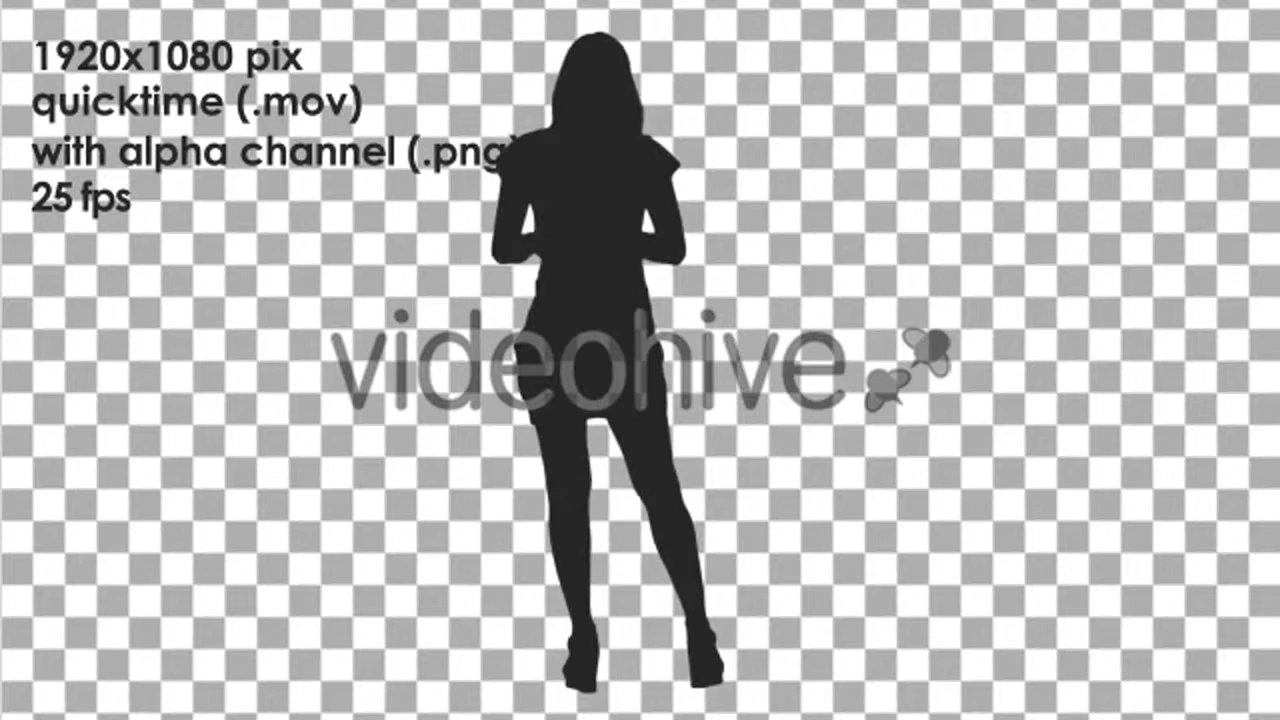 1920x1080 pix
quicktime (.mov)
with alpha channel (.png)
25 fps
videohive